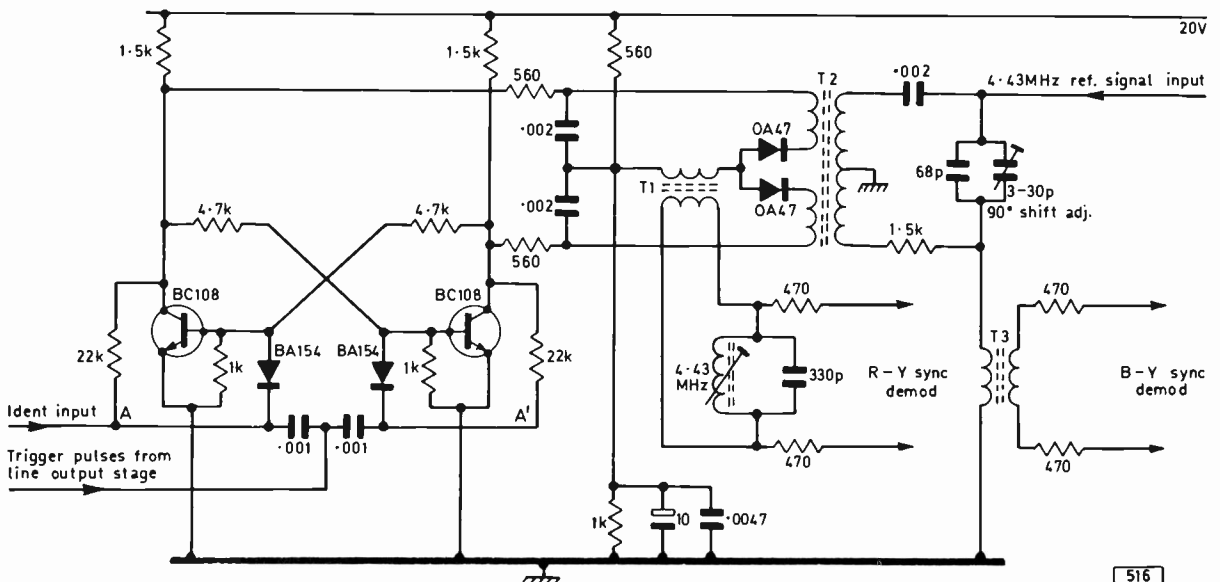 20V
1·5k
1·5k
560
560
·002
4·43MHz ref. signal input
T2
·002
OA47
68p
3-30p
90° shift adj.
T1
OA47
·002
4·7k
4·7k
560
1·5k
BC108
BC108
470
470
22k
1k
BA154
BA154
1k
22k
4·43
MHz
330p
R-Y sync
demod
T3
B-Y sync
demod
Ident input
A
A'
·001
·001
470
470
Trigger pulses from
line output stage
1k
10
·0047
516